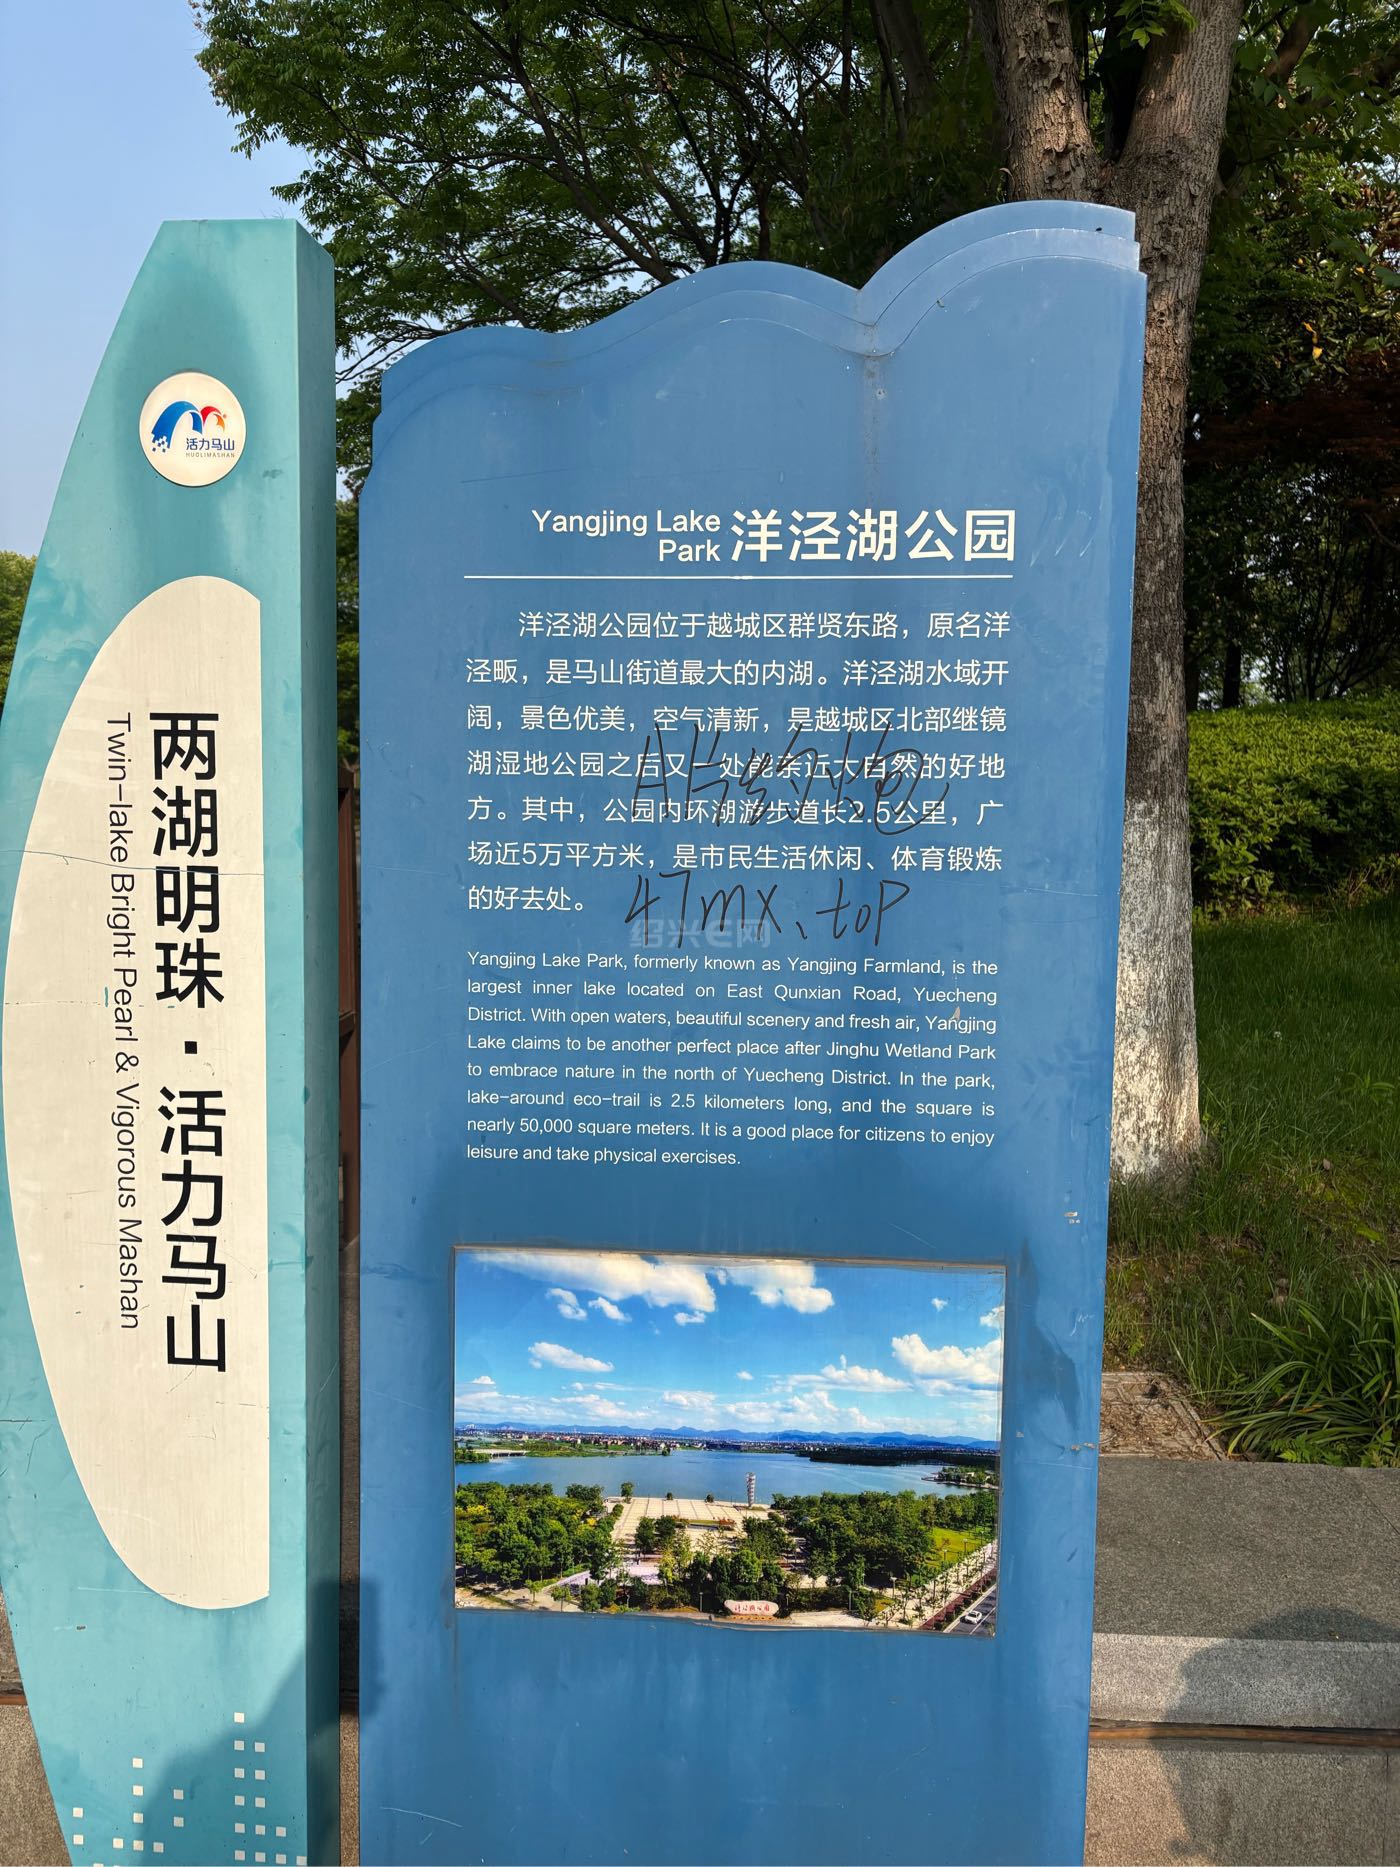 活力马山
HUOLIMASHAN
两湖明珠·活力马山
Twin-lake Bright Pearl & Vigorous Mashan
Yangjing Lake
Park
洋泾湖公园
洋泾湖公园位于越城区群贤东路，原名洋
泾畈，是马山街道最大的内湖。洋泾湖水域开
阔，景色优美，空气清新，是越城区北部继镜
湖湿地公园之后又一处能亲近大自然的好地
方。其中，公园内环湖游步道长2.5公里，广
场近5万平方米，是市民生活休闲、体育锻炼
的好去处。
A片约炮
47mx.top
绍兴E网
Yangjing Lake Park, formerly known as Yangjing Farmland, is the
largest inner lake located on East Qunxian Road, Yuecheng
District. With open waters, beautiful scenery and fresh air, Yangjing
Lake claims to be another perfect place after Jinghu Wetland Park
to embrace nature in the north of Yuecheng District. In the park,
lake-around eco-trail is 2.5 kilometers long, and the square is
nearly 50,000 square meters. It is a good place for citizens to enjoy
leisure and take physical exercises.
洋泾湖公园